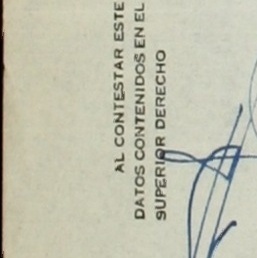 AL CONTESTAR ESTE
DATOS CONTENIDOS EN EL
SUPERIOR DERECHO